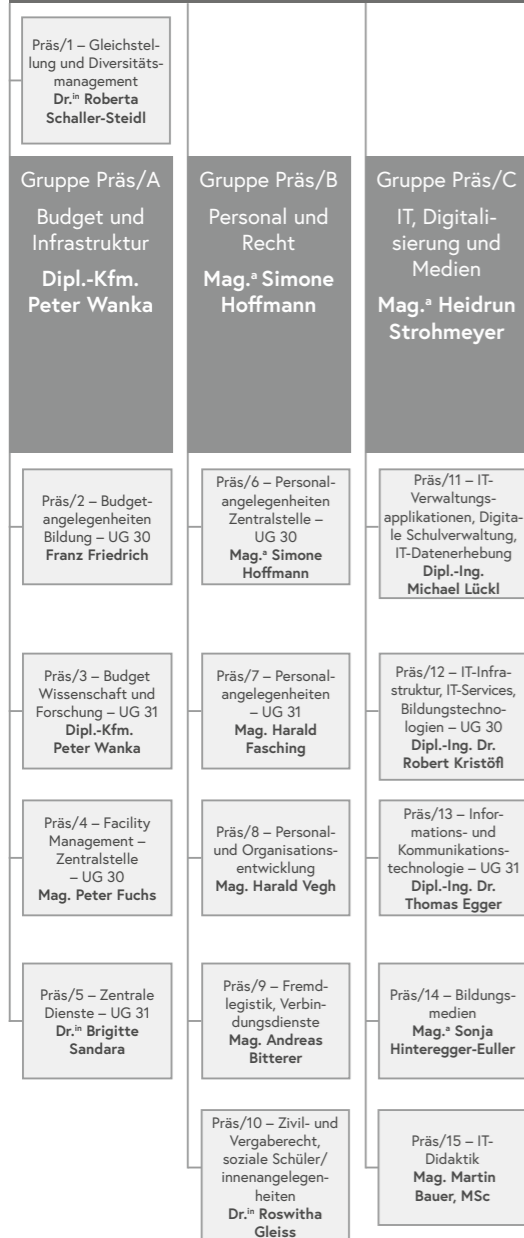 Präs/1 – Gleichstel-
lung und Diversitäts-
management
Dr.ⁱⁿ Roberta
Schaller-Steidl
Gruppe Präs/A
Budget und
Infrastruktur
Dipl.-Kfm.
Peter Wanka
Präs/2 – Budget-
angelegenheiten
Bildung – UG 30
Franz Friedrich
Präs/3 – Budget
Wissenschaft und
Forschung – UG 31
Dipl.-Kfm.
Peter Wanka
Präs/4 – Facility
Management –
Zentralstelle
– UG 30
Mag. Peter Fuchs
Präs/5 – Zentrale
Dienste – UG 31
Dr.ⁱⁿ Brigitte
Sandara
Gruppe Präs/B
Personal und
Recht
Mag.ᵃ Simone
Hoffmann
Präs/6 – Personal-
angelegenheiten
Zentralstelle –
UG 30
Mag.ᵃ Simone
Hoffmann
Präs/7 – Personal-
angelegenheiten
– UG 31
Mag. Harald
Fasching
Präs/8 – Personal-
und Organisations-
entwicklung
Mag. Harald Vegh
Präs/9 – Fremd-
legistik, Verbin-
dungsdienste
Mag. Andreas
Bitterer
Präs/10 – Zivil- und
Vergaberecht,
soziale Schüler/
innenangelegen-
heiten
Dr.ⁱⁿ Roswitha
Gleiss
Gruppe Präs/C
IT, Digitali-
sierung und
Medien
Mag.ᵃ Heidrun
Strohmeyer
Präs/11 – IT-
Verwaltungs-
applikationen, Digita-
le Schulverwaltung,
IT-Datenerhebung
Dipl.-Ing.
Michael Lückl
Präs/12 – IT-Infra-
struktur, IT-Services,
Bildungstechno-
logien – UG 30
Dipl.-Ing. Dr.
Robert Kristöfl
Präs/13 – Infor-
mations- und
Kommunikations-
technologie – UG 31
Dipl.-Ing. Dr.
Thomas Egger
Präs/14 – Bildungs-
medien
Mag.ᵃ Sonja
Hinteregger-Euller
Präs/15 – IT-
Didaktik
Mag. Martin
Bauer, MSc